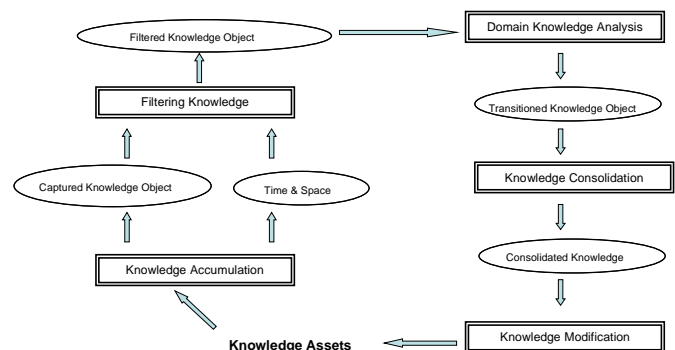 Filtered Knowledge Object
Domain Knowledge Analysis
Filtering Knowledge
Transitioned Knowledge Object
Captured Knowledge Object
Time & Space
Knowledge Consolidation
Knowledge Accumulation
Consolidated Knowledge
Knowledge Assets
Knowledge Modification